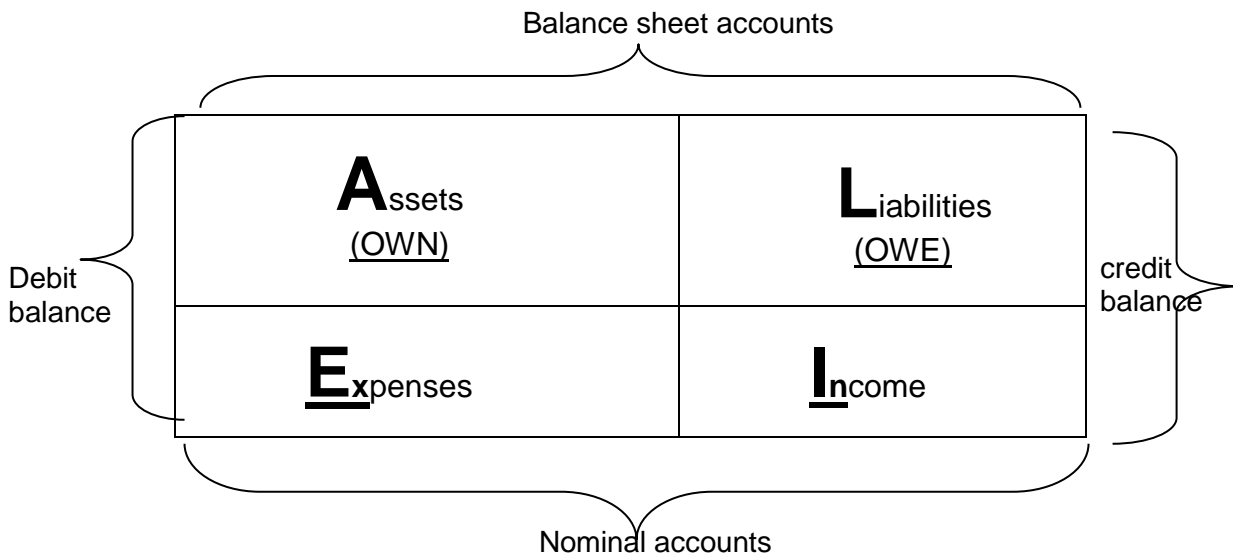 Balance sheet accounts
Assets
(OWN)
Liabilities
(OWE)
Debit
balance
credit
balance
Expenses
Income
Nominal accounts